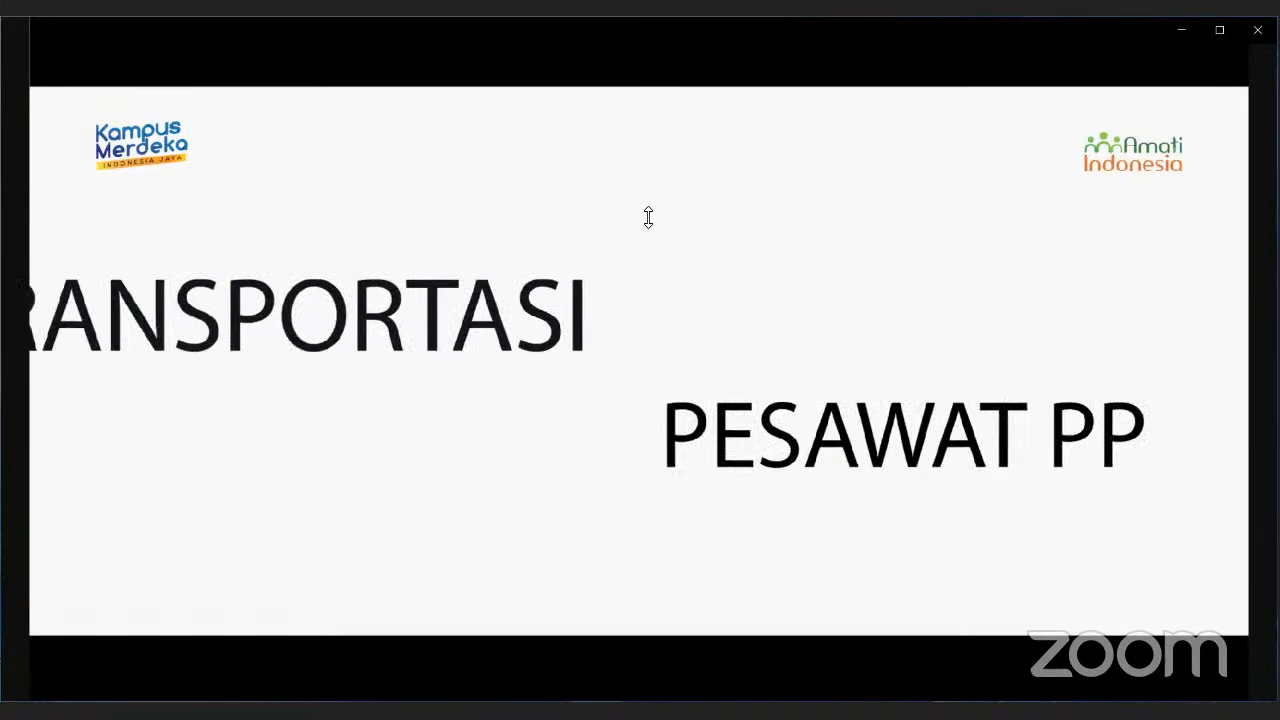 Kampus
Merdeka
INDONESIA JAYA
Amati
Indonesia
RANSPORTASI
PESAWAT PP
zoom